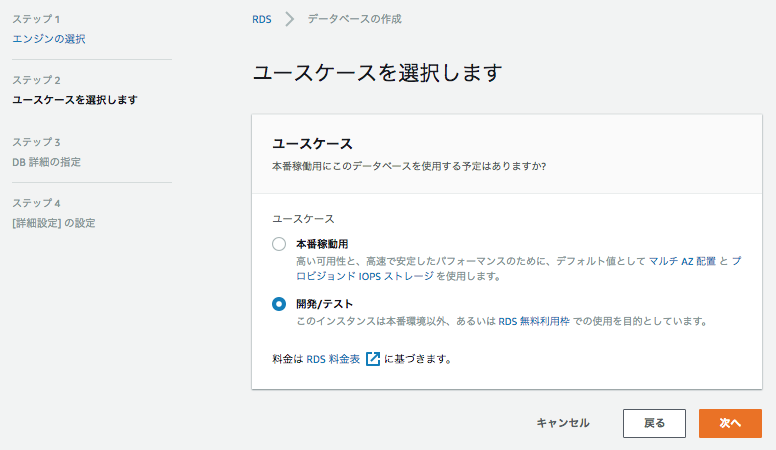 ステップ 1
エンジンの選択
ステップ 2
ユースケースを選択します
ステップ 3
DB 詳細の指定
ステップ 4
[詳細設定] の設定
RDS
データベースの作成
ユースケースを選択します
ユースケース
本番稼働用にこのデータベースを使用する予定はありますか?
ユースケース
本番稼動用
高い可用性と、高速で安定したパフォーマンスのために、デフォルト値として マルチ AZ 配置 と プ
ロビジョンド IOPS ストレージ を使用します。
開発/テスト
このインスタンスは本番環境以外、あるいは RDS 無料利用枠 での使用を目的としています。
料金は RDS 料金表 に基づきます。
キャンセル
戻る
次へ